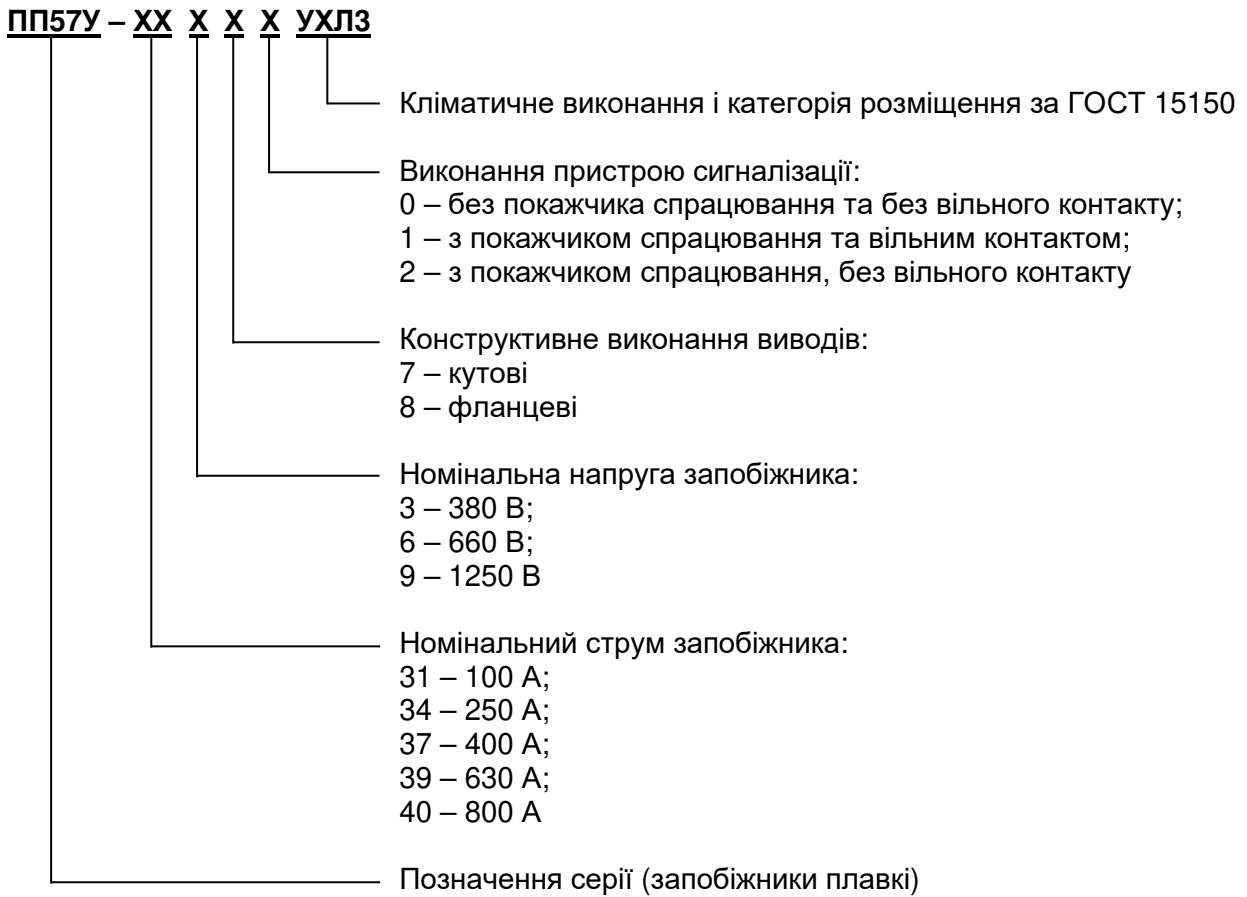 ПП57У – ХХ Х Х Х УХЛ3
Кліматичне виконання і категорія розміщення за ГОСТ 15150
Виконання пристрою сигналізації:
0 – без покажчика спрацювання та без вільного контакту;
1 – з покажчиком спрацювання та вільним контактом;
2 – з покажчиком спрацювання, без вільного контакту
Конструктивне виконання виводів:
7 – кутові
8 – фланцеві
Номінальна напруга запобіжника:
3 – 380 В;
6 – 660 В;
9 – 1250 В
Номінальний струм запобіжника:
31 – 100 А;
34 – 250 А;
37 – 400 А;
39 – 630 А;
40 – 800 А
Позначення серії (запобіжники плавкі)